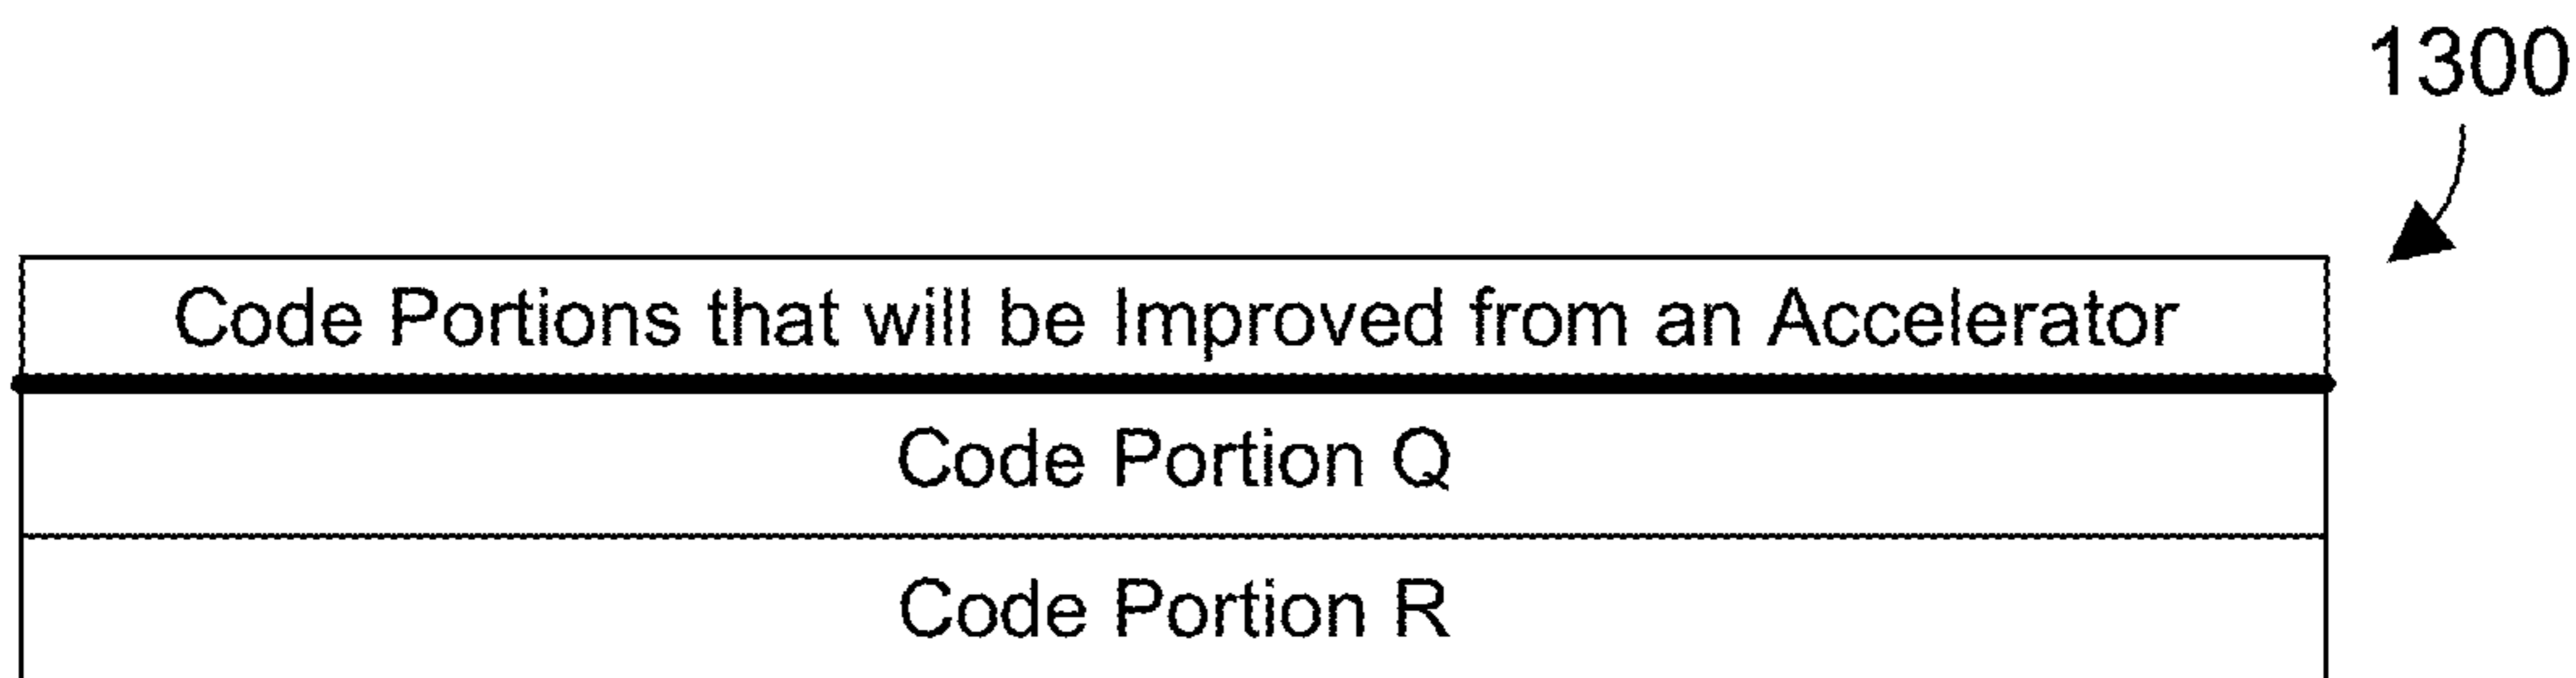 1300
Code Portions that will be Improved from an Accelerator
Code Portion Q
Code Portion R